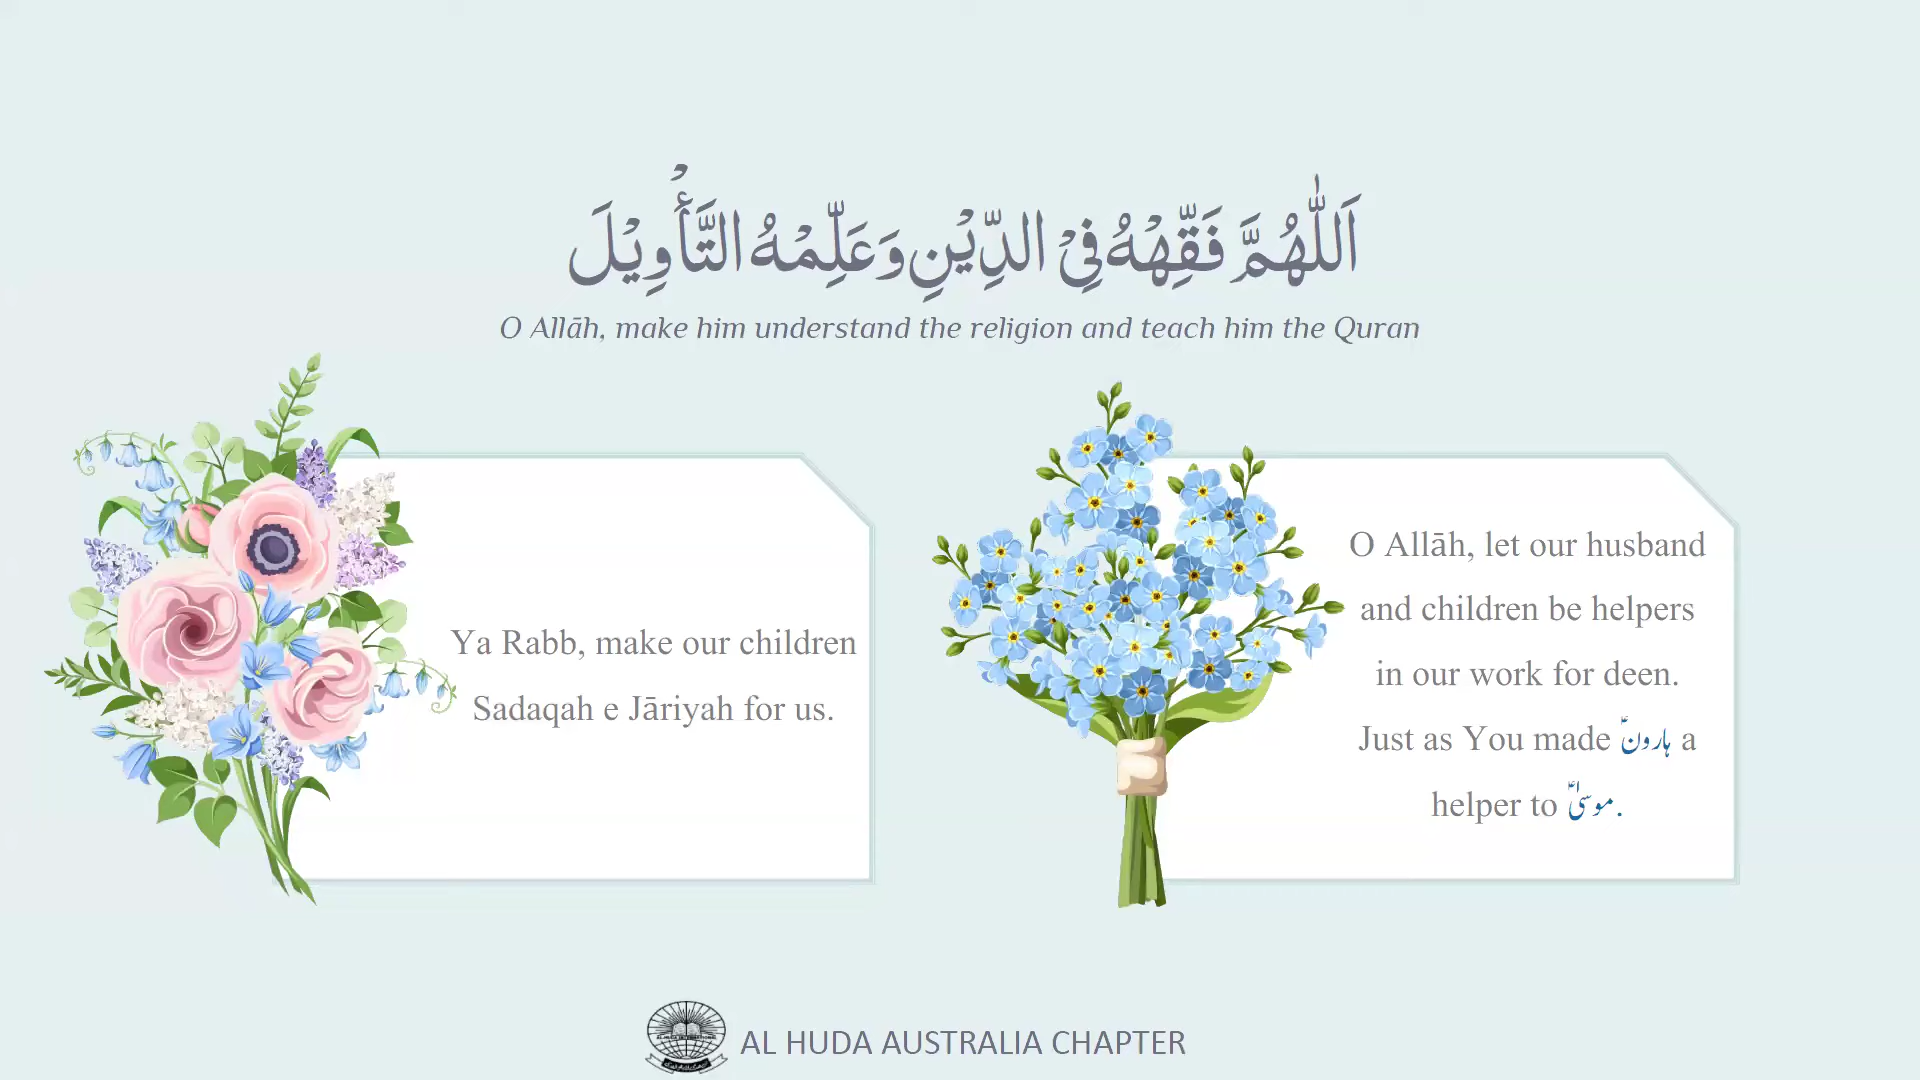 اَللّٰهُمَّ فَقِّهْهُ فِیْ الدِّیْنِ وَعَلِّمْهُ التَّأْوِیْلَ
O Allāh, make him understand the religion and teach him the Quran
Ya Rabb, make our children
Sadaqah e Jāriyah for us.
O Allāh, let our husband
and children be helpers
in our work for deen.
Just as You made ہارونؑ a
helper to موسیٰؑ.
AL HUDA AUSTRALIA CHAPTER